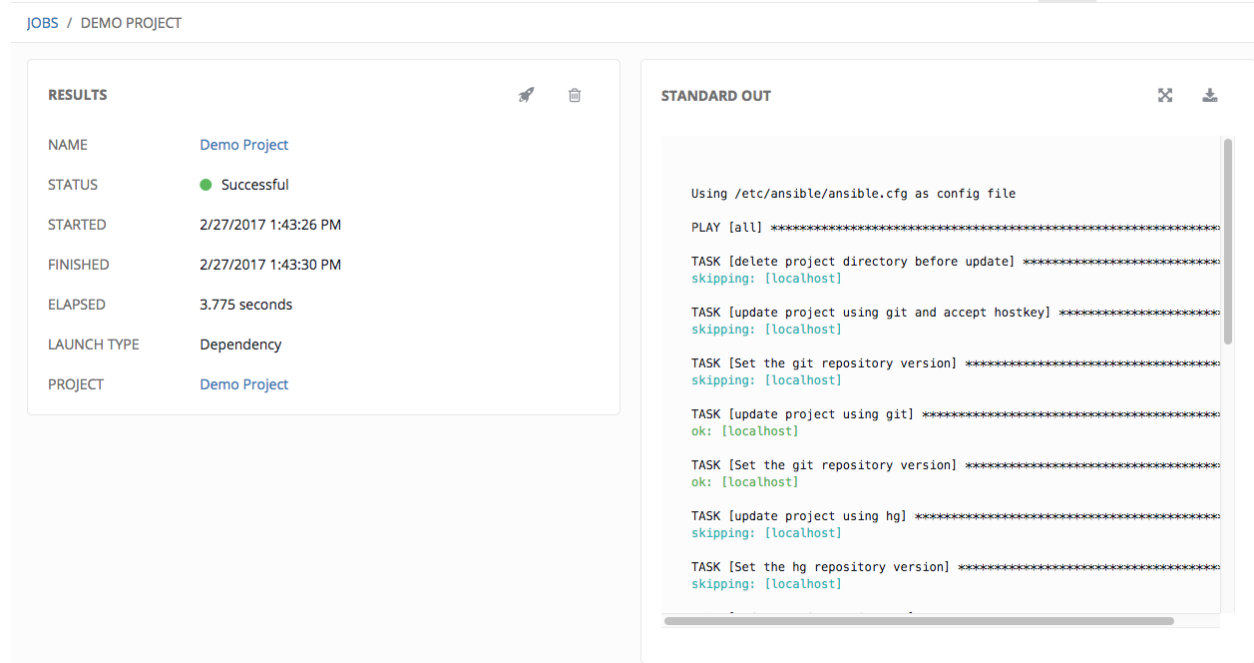 JOBS / DEMO PROJECT
RESULTS
NAME Demo Project
STATUS Successful
STARTED 2/27/2017 1:43:26 PM
FINISHED 2/27/2017 1:43:30 PM
ELAPSED 3.775 seconds
LAUNCH TYPE Dependency
PROJECT Demo Project
STANDARD OUT
Using /etc/ansible/ansible.cfg as config file
PLAY [all] **************************************************************
TASK [delete project directory before update] ***************************
skipping: [localhost]
TASK [update project using git and accept hostkey] **********************
skipping: [localhost]
TASK [Set the git repository version] ***********************************
skipping: [localhost]
TASK [update project using git] *****************************************
ok: [localhost]
TASK [Set the git repository version] ***********************************
ok: [localhost]
TASK [update project using hg] ******************************************
skipping: [localhost]
TASK [Set the hg repository version] ************************************
skipping: [localhost]